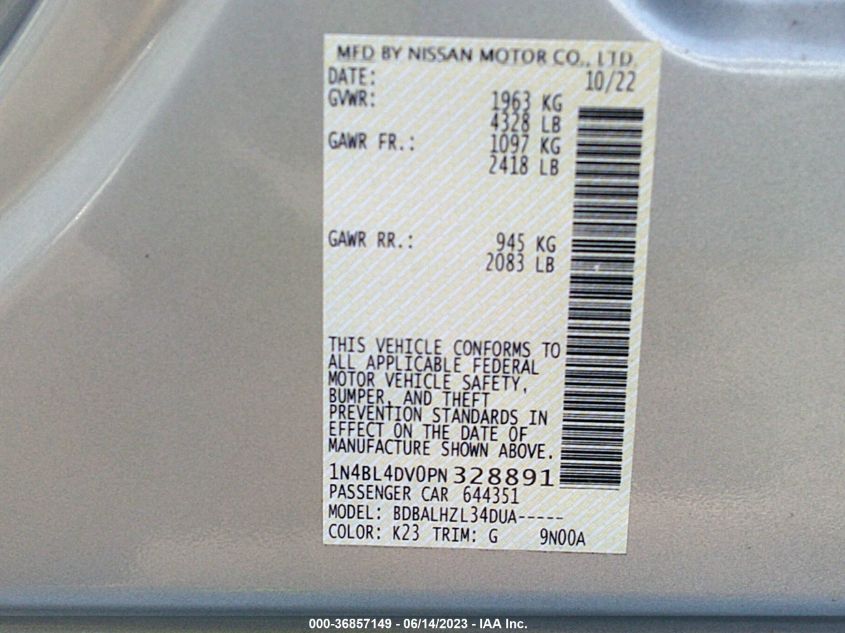 MFD BY NISSAN MOTOR CO., LTD.
DATE: 10/22
GVWR: 1963 KG
4328 LB
GAWR FR.: 1097 KG
2418 LB
GAWR RR.: 945 KG
2083 LB
THIS VEHICLE CONFORMS TO
ALL APPLICABLE FEDERAL
MOTOR VEHICLE SAFETY,
BUMPER, AND THEFT
PREVENTION STANDARDS IN
EFFECT ON THE DATE OF
MANUFACTURE SHOWN ABOVE.
1N4BL4DV0PN328891
PASSENGER CAR 644351
MODEL: BDBALHZL34DUA-----
COLOR: K23 TRIM: G 9N00A
000-36857149 - 06/14/2023 - IAA Inc.